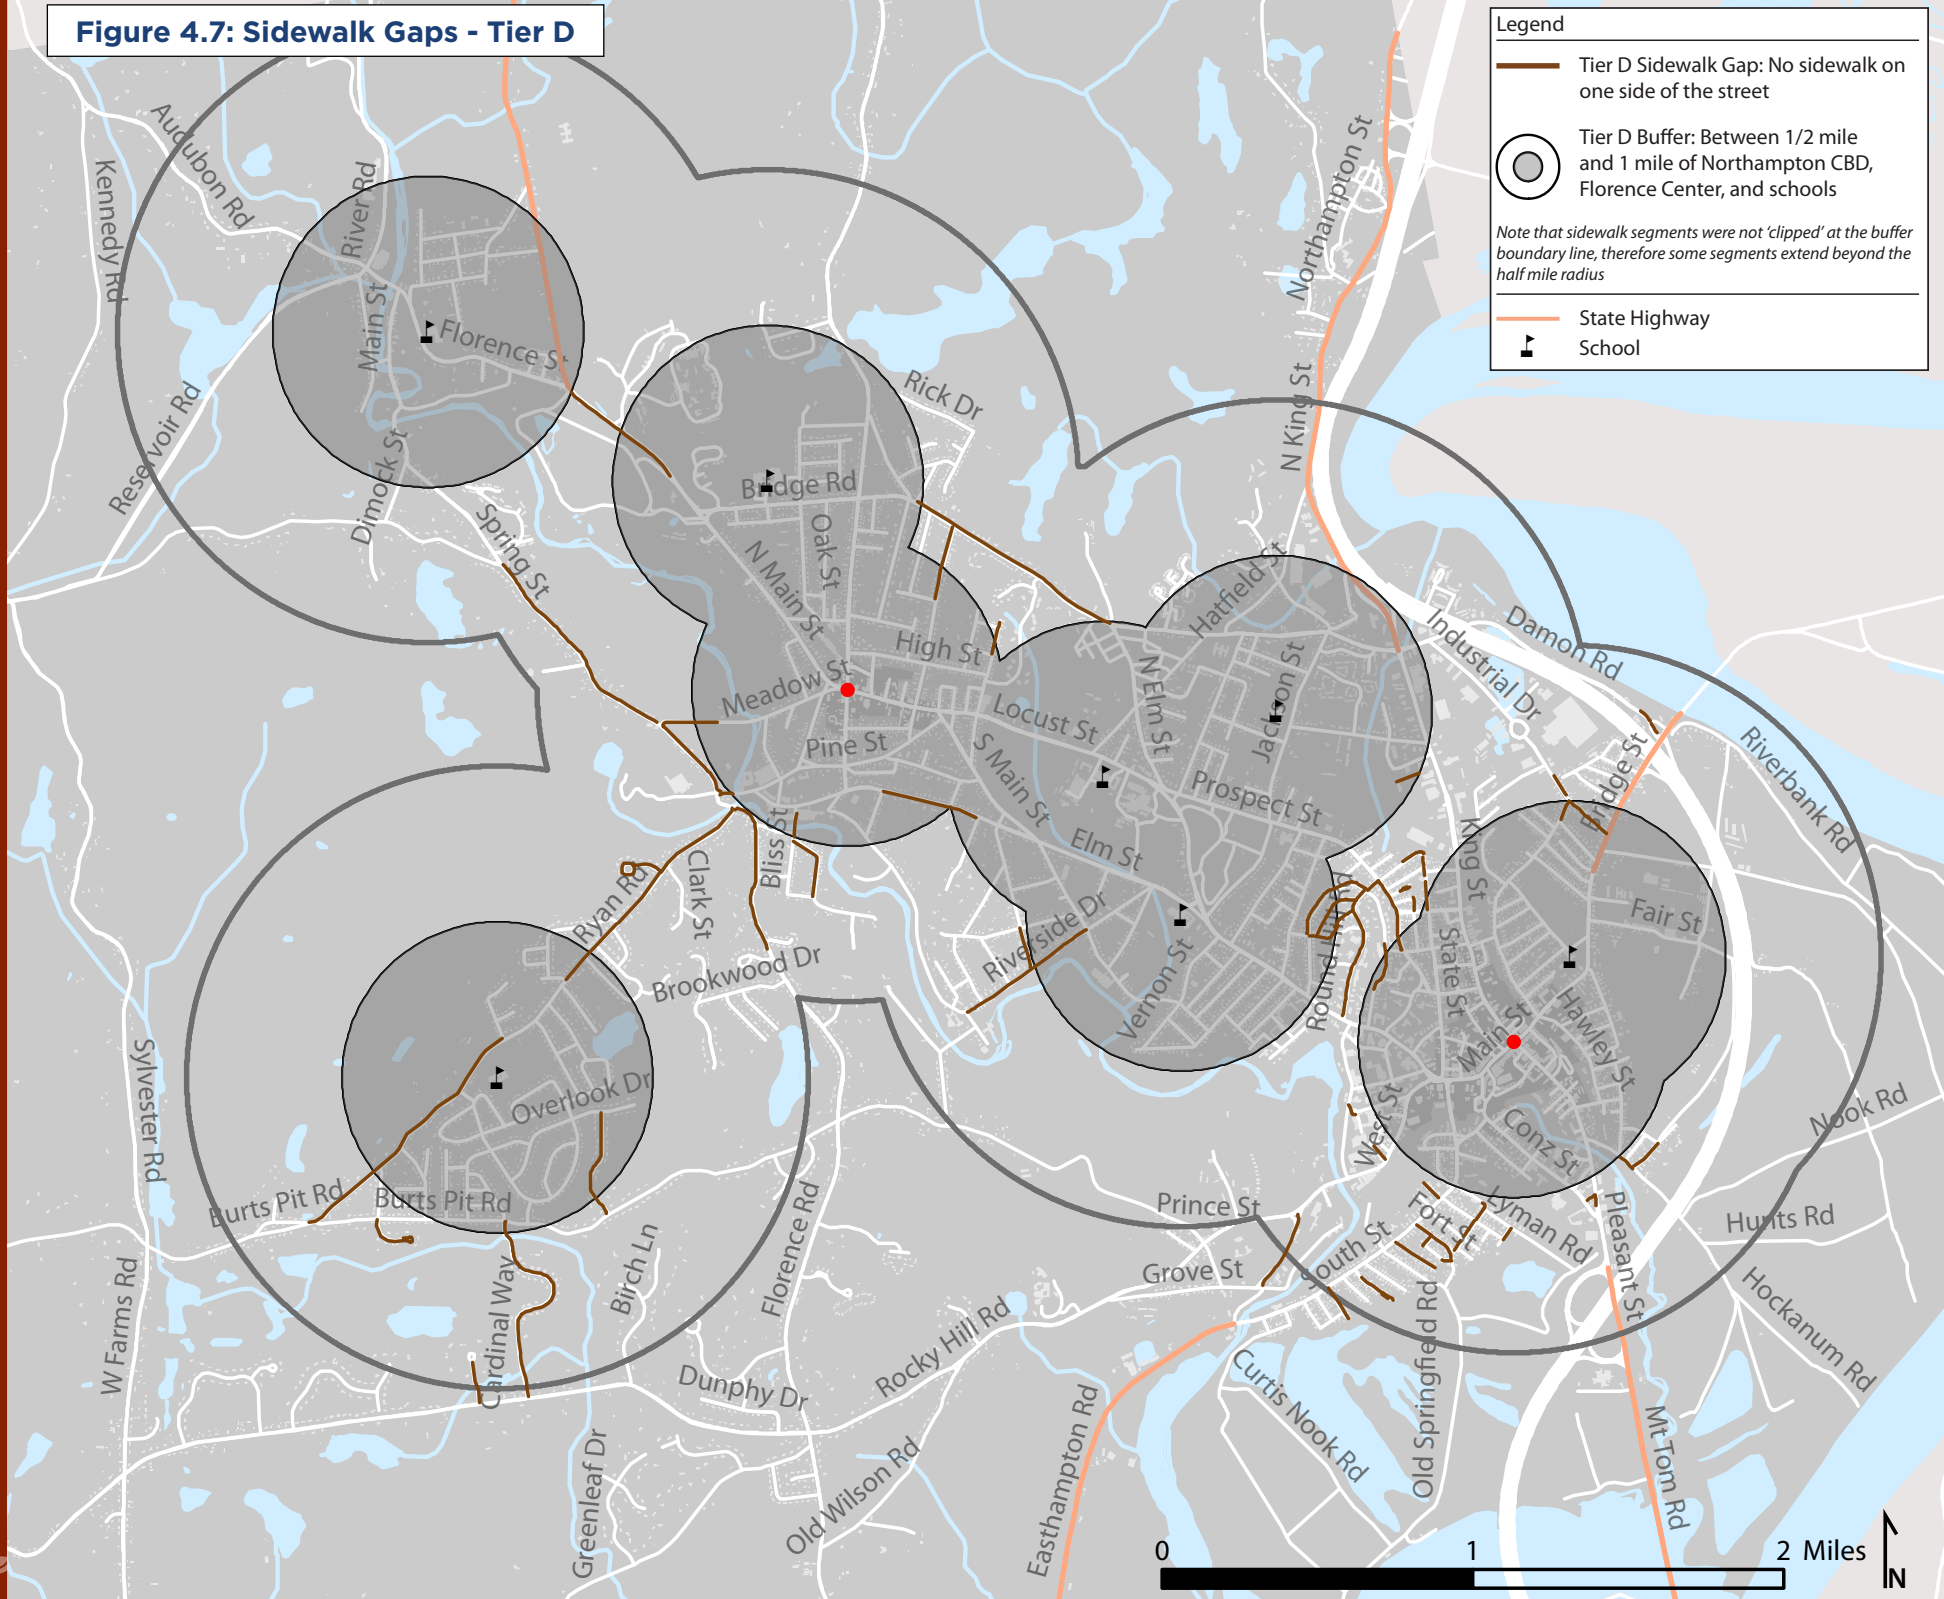 Figure 4.7: Sidewalk Gaps - Tier D
Legend
Tier D Sidewalk Gap: No sidewalk on
one side of the street
Tier D Buffer: Between 1/2 mile
and 1 mile of Northampton CBD,
Florence Center, and schools
Note that sidewalk segments were not ‘clipped’ at the buffer
boundary line, therefore some segments extend beyond the
half mile radius
State Highway
School
Audubon Rd
Kennedy Rd
River Rd
Main St
Florence St
Reservoir Rd
Dimock St
Spring St
Rick Dr
Bridge Rd
Oak St
N Main St
High St
Meadow St
Pine St
Locust St
S Main St
N Elm St
Hatfield St
Jackson St
Prospect St
Elm St
Northampton St
N King St
Industrial Dr
Damon Rd
Bridge St
Riverbank Rd
King St
Fair St
State St
Main St
Hawley St
Conz St
West St
Round Hill Rd
Vernon St
Riverside Dr
Bliss St
Clark St
Ryan Rd
Brookwood Dr
Overlook Dr
Burts Pit Rd
Burts Pit Rd
Sylvester Rd
W Farms Rd
Cardinal Way
Birch Ln
Florence Rd
Dunphy Dr
Greenleaf Dr
Old Wilson Rd
Rocky Hill Rd
Grove St
Prince St
South St
Fort St
Lyman Rd
Pleasant St
Nook Rd
Hunts Rd
Hockanum Rd
Old Springfield Rd
Curtis Nook Rd
Easthampton Rd
Mt Tom Rd
0 1 2 Miles
N